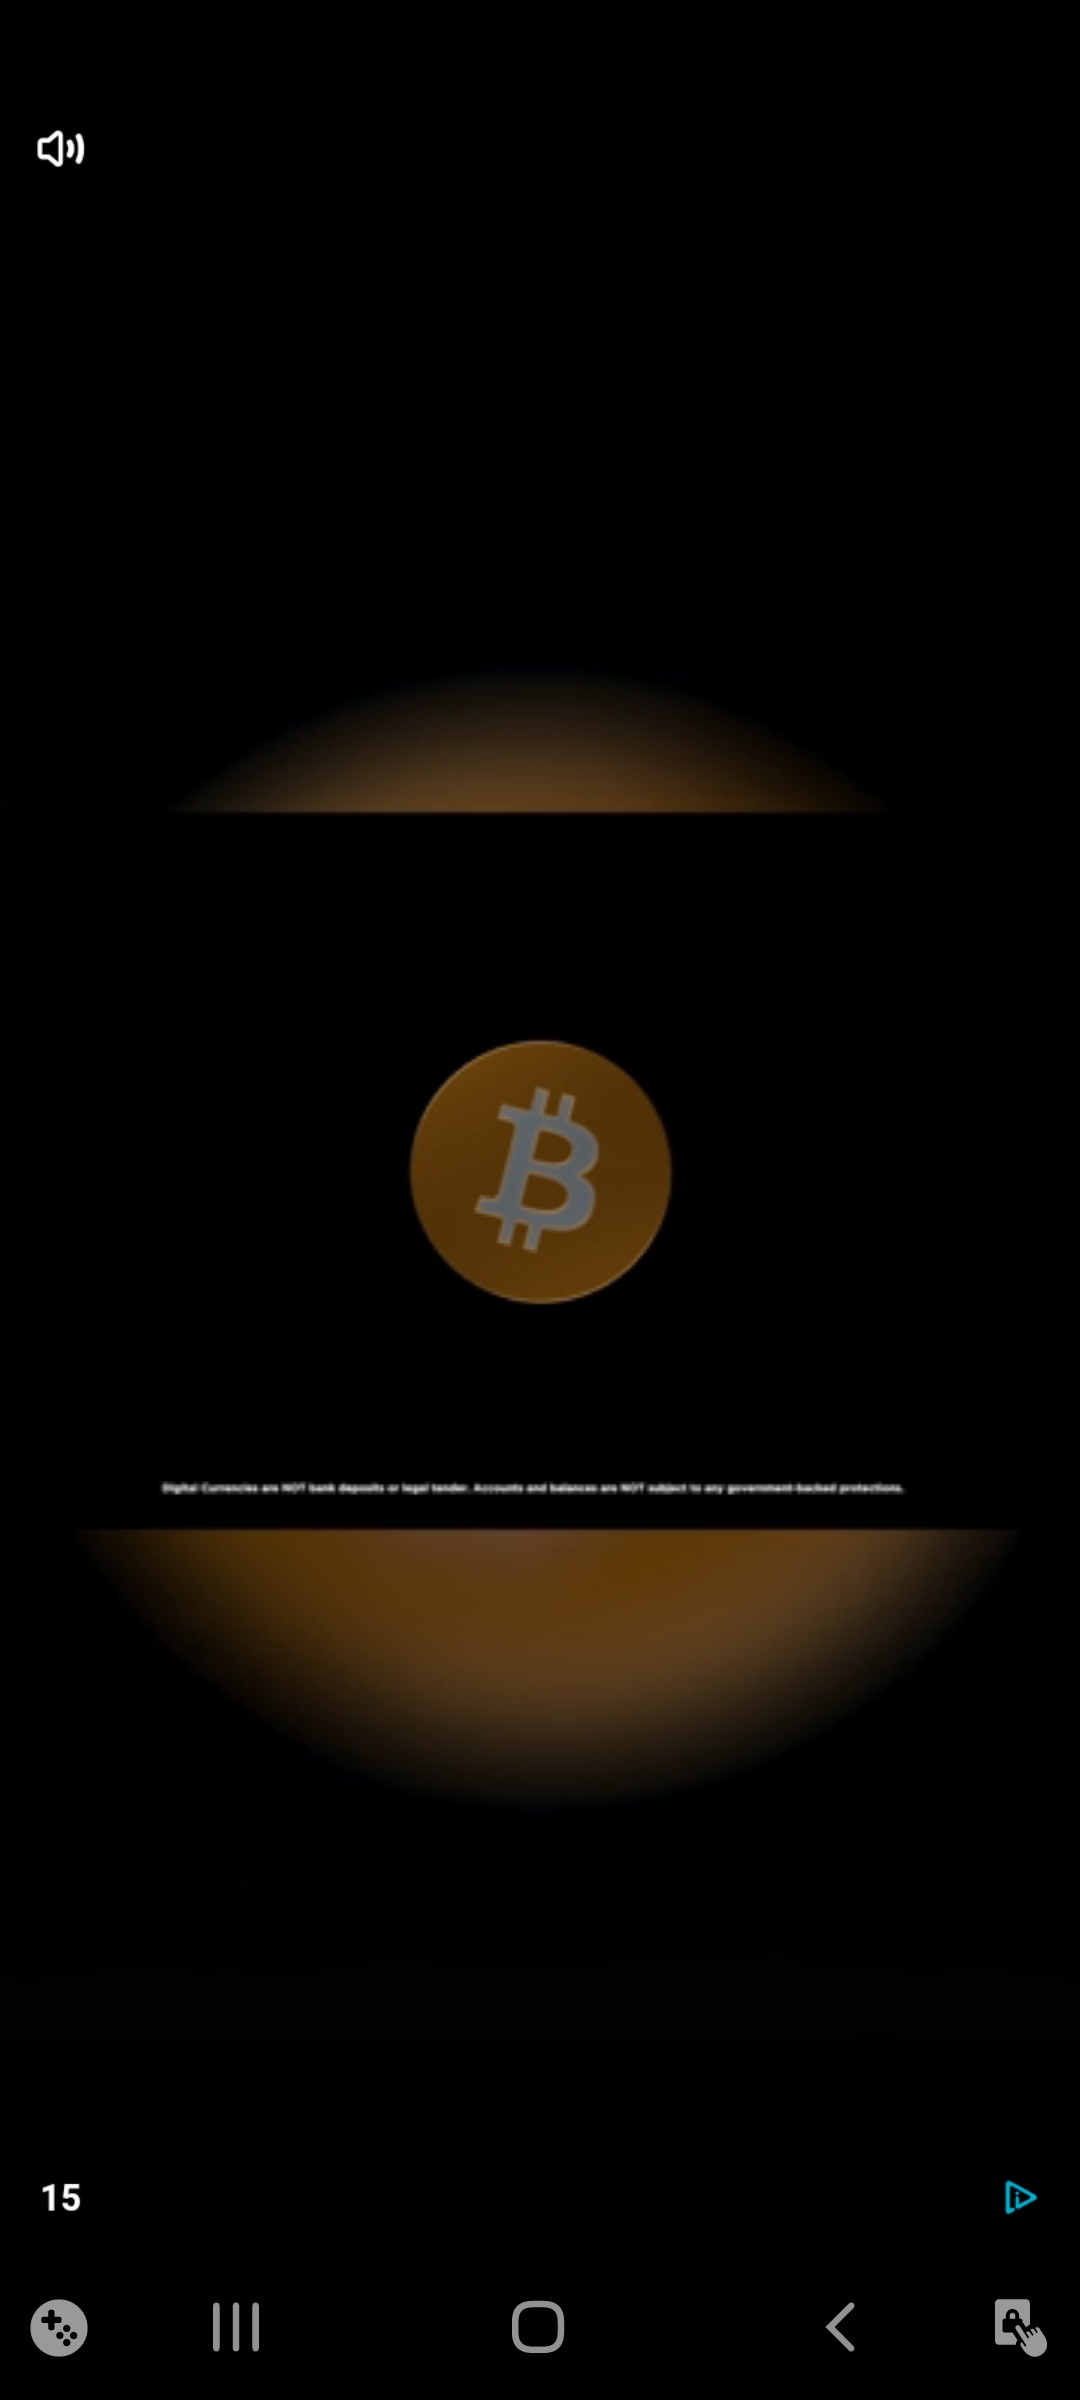 Digital Currencies are NOT bank deposits or legal tender. Accounts and balances are NOT subject to any government-backed protections.
15